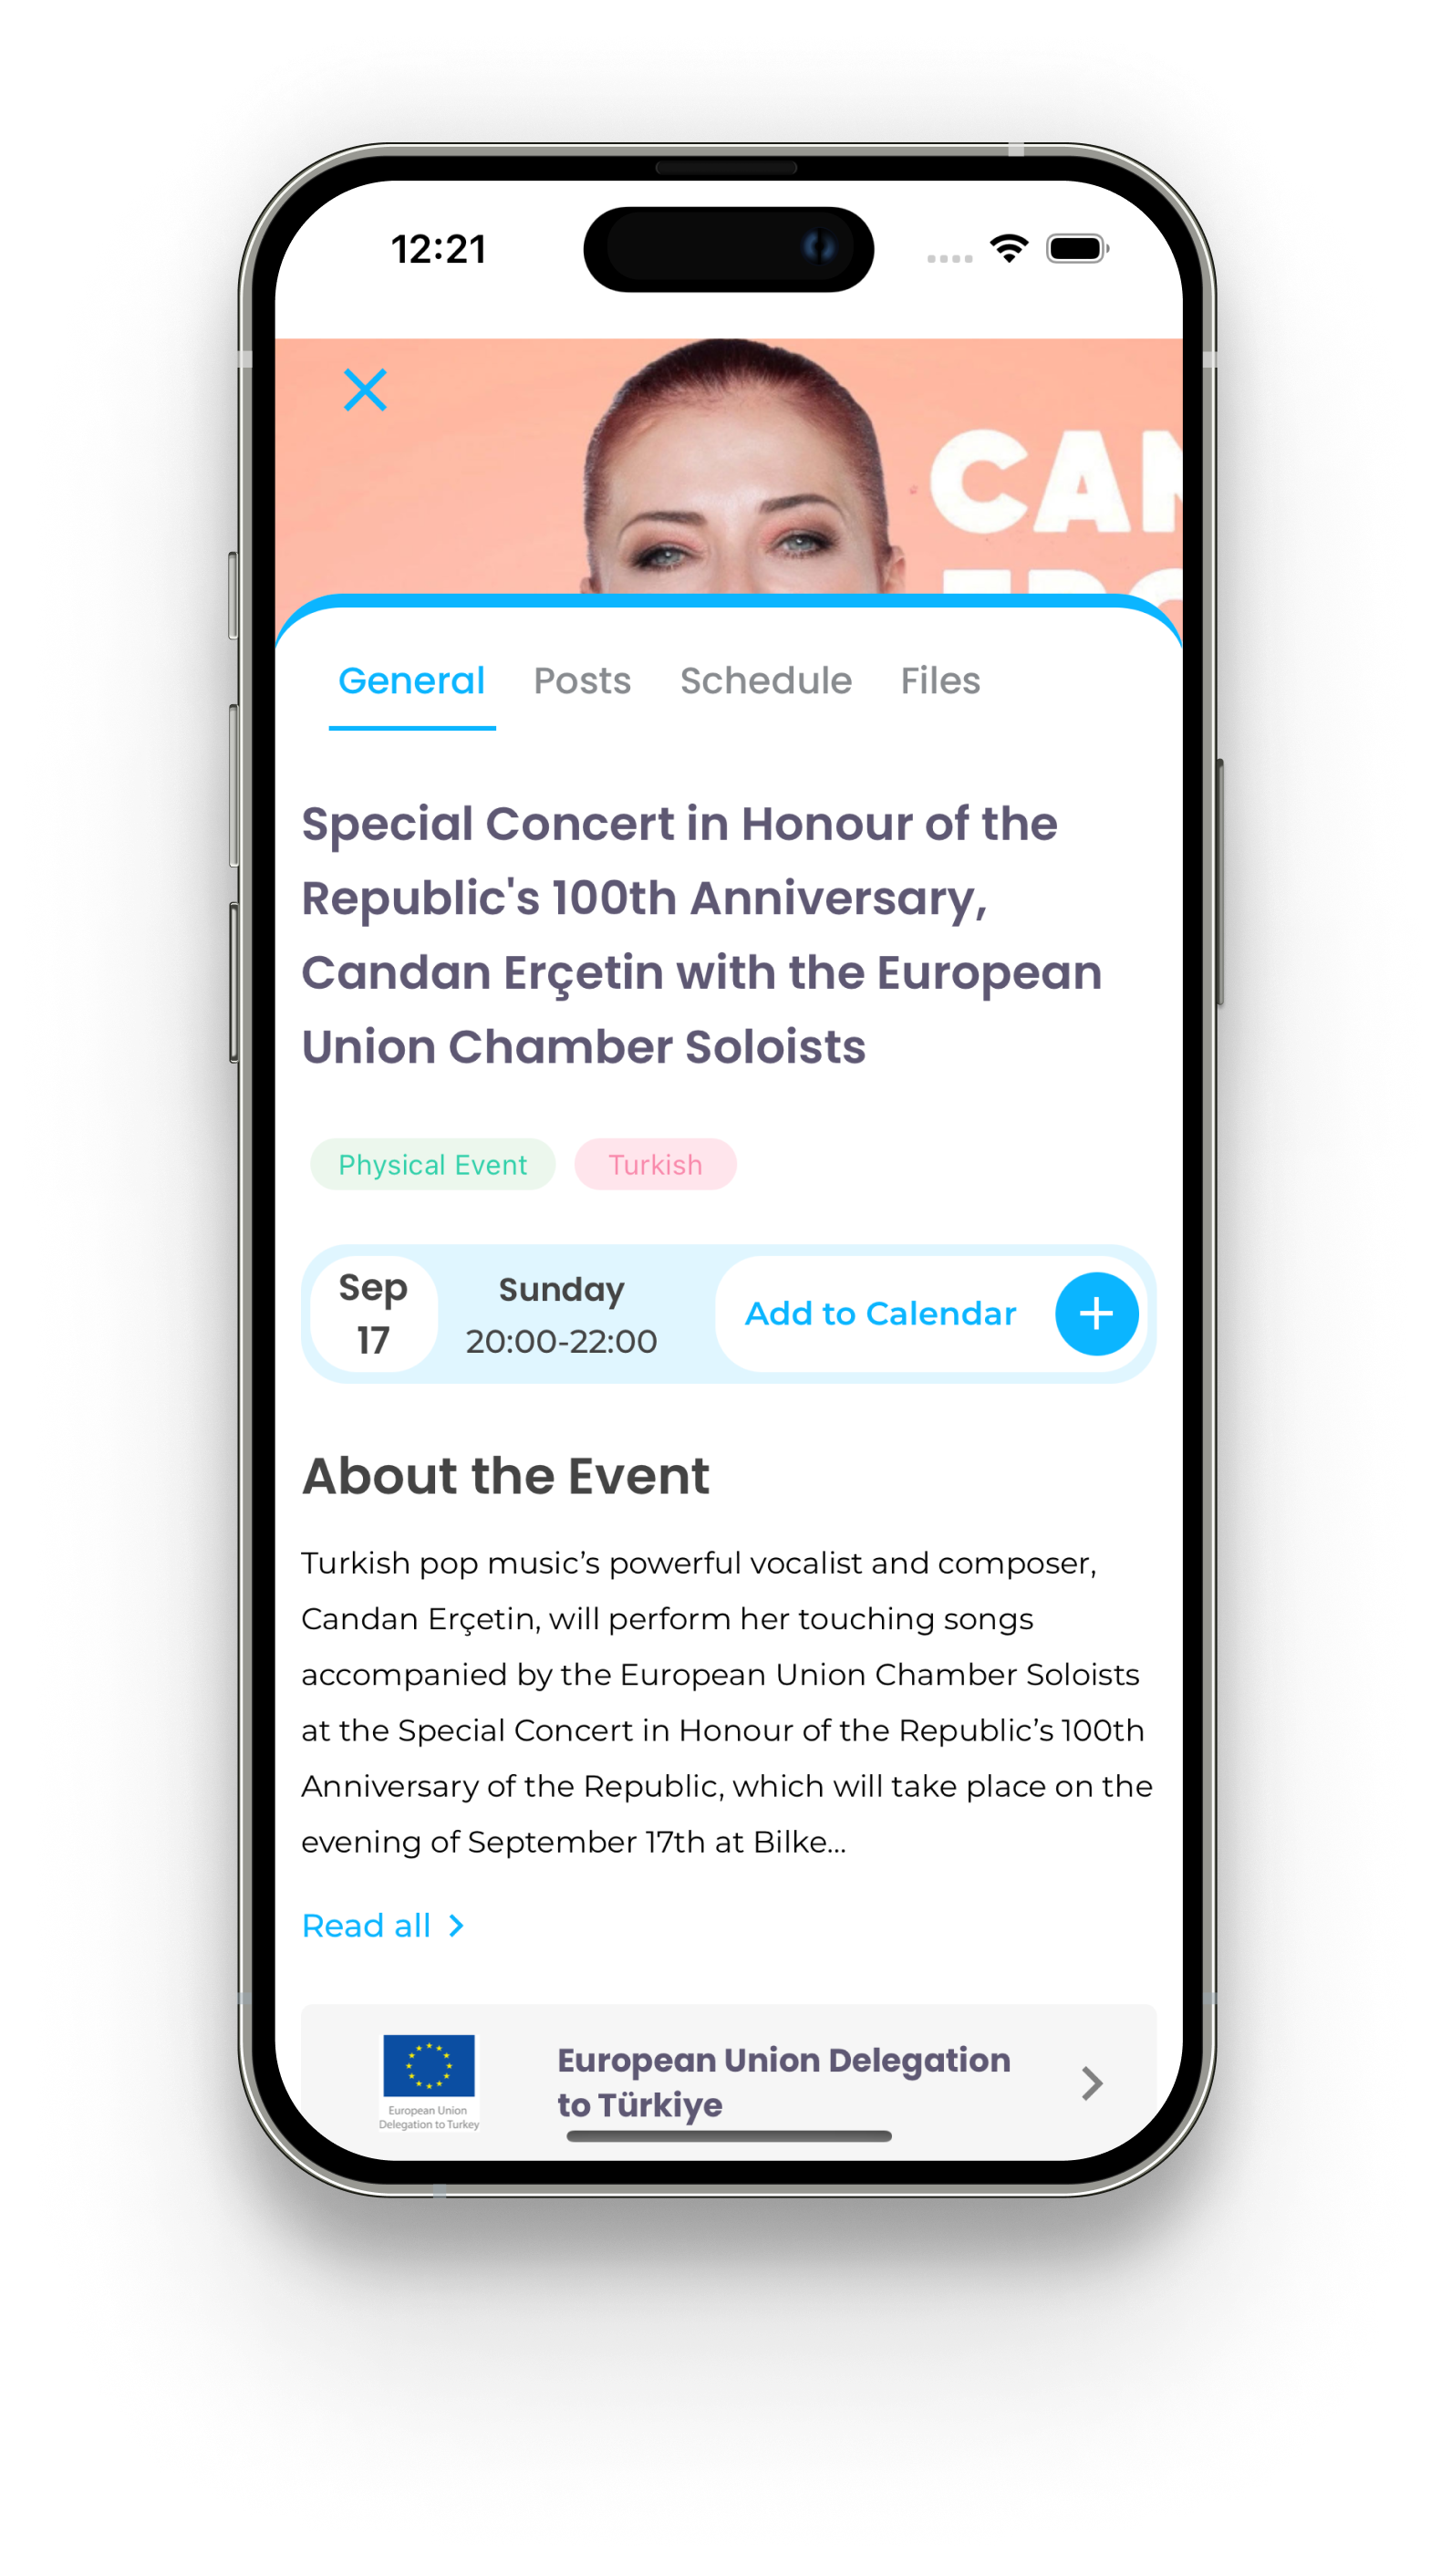 12:21
CAN
General Posts Schedule Files
Special Concert in Honour of the
Republic's 100th Anniversary,
Candan Erçetin with the European
Union Chamber Soloists
Physical Event Turkish
Sep
17
Sunday
20:00-22:00
Add to Calendar
About the Event
Turkish pop music’s powerful vocalist and composer,
Candan Erçetin, will perform her touching songs
accompanied by the European Union Chamber Soloists
at the Special Concert in Honour of the Republic’s 100th
Anniversary of the Republic, which will take place on the
evening of September 17th at Bilke...
Read all
European Union
Delegation to Turkey
European Union Delegation
to Türkiye